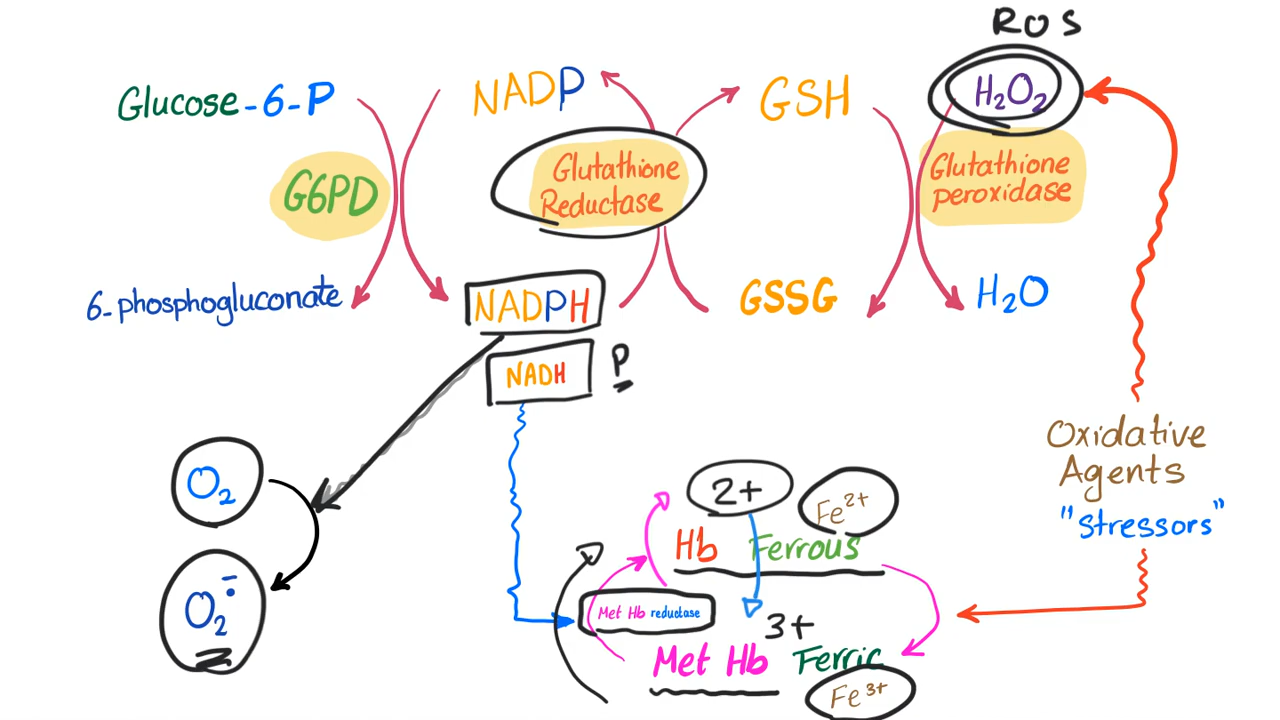 ROS
Glucose-6-P
NADP
GSH
H₂O₂
G6PD
Glutathione
Reductase
Glutathione
peroxidase
6-phosphogluconate
NADPH
GSSG
H₂O
NADH
P
O₂
O₂∸
Oxidative
Agents
"Stressors"
2+
Fe²⁺
Hb Ferrous
Met Hb reductase
3+
Met Hb Ferric
Fe³⁺